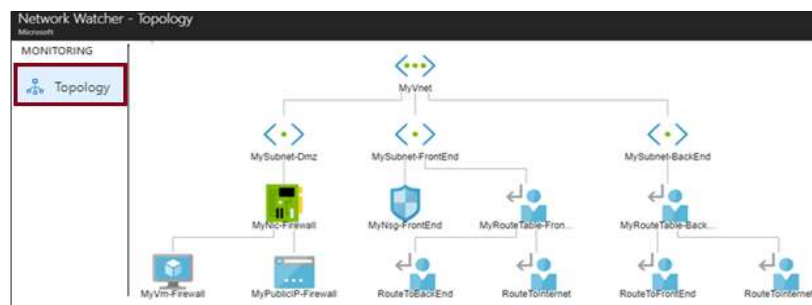 Network Watcher - Topology
Microsoft
MONITORING
Topology
MyVnet
MySubnet-Dmz
MySubnet-FrontEnd
MySubnet-BackEnd
MyNic-Firewall
MyNsg-FrontEnd
MyRouteTable-Fron...
MyRouteTable-Back...
MyVm-Firewall
MyPublicIP-Firewall
RouteToBackEnd
RouteToInternet
RouteToFrontEnd
RouteToInternet